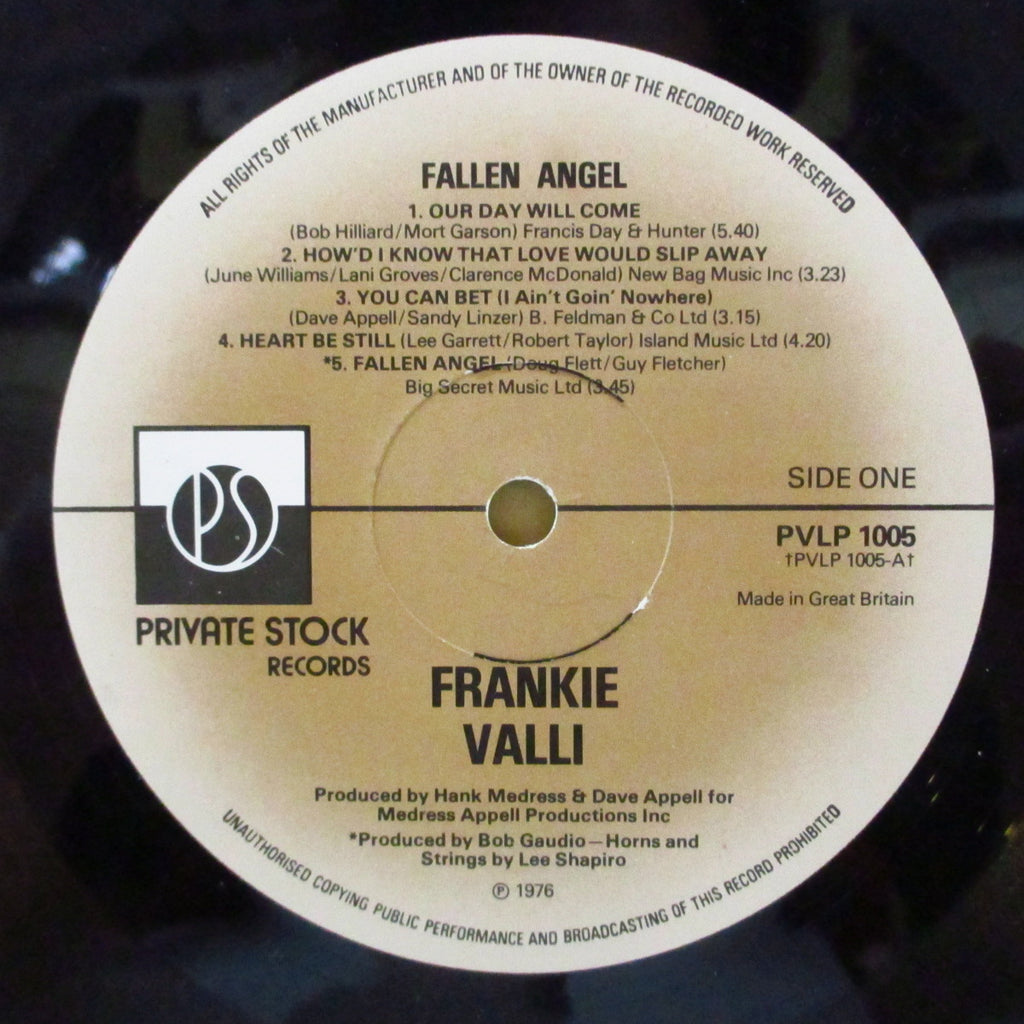 ALL RIGHTS OF THE MANUFACTURER AND OF THE OWNER OF THE RECORDED WORK RESERVED
FALLEN ANGEL
1. OUR DAY WILL COME
(Bob Hilliard/Mort Garson) Francis Day & Hunter (5.40)
2. HOW'D I KNOW THAT LOVE WOULD SLIP AWAY
(June Williams/Lani Groves/Clarence McDonald) New Bag Music Inc (3.23)
3. YOU CAN BET (I Ain't Goin' Nowhere)
(Dave Appell/Sandy Linzer) B. Feldman & Co Ltd (3.15)
4. HEART BE STILL (Lee Garrett/Robert Taylor) Island Music Ltd (4.20)
*5. FALLEN ANGEL (Doug Flett/Guy Fletcher)
Big Secret Music Ltd (3.45)
PS
PRIVATE STOCK
RECORDS
SIDE ONE
PVLP 1005
†PVLP 1005-A†
Made in Great Britain
FRANKIE
VALLI
Produced by Hank Medress & Dave Appell for
Medress Appell Productions Inc
*Produced by Bob Gaudio—Horns and
Strings by Lee Shapiro
℗ 1976
UNAUTHORISED COPYING PUBLIC PERFORMANCE AND BROADCASTING OF THIS RECORD PROHIBITED